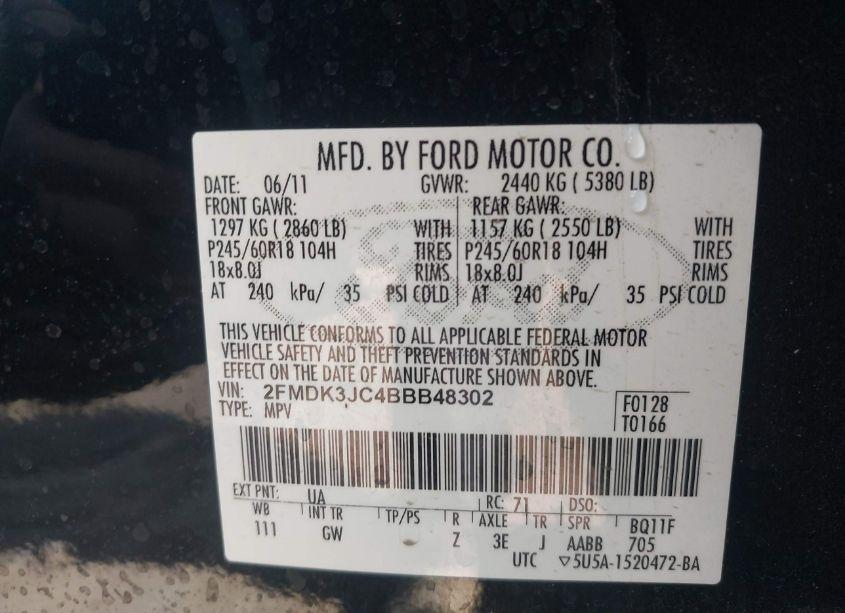 MFD. BY FORD MOTOR CO.
DATE: 06/11 GVWR: 2440 KG ( 5380 LB)
FRONT GAWR: REAR GAWR:
1297 KG ( 2860 LB) WITH 1157 KG ( 2550 LB) WITH
P245/60R18 104H TIRES P245/60R18 104H TIRES
18x8.0J RIMS 18x8.0J RIMS
AT 240 kPa/ 35 PSI COLD AT 240 kPa/ 35 PSI COLD
THIS VEHICLE CONFORMS TO ALL APPLICABLE FEDERAL MOTOR
VEHICLE SAFETY AND THEFT PREVENTION STANDARDS IN
EFFECT ON THE DATE OF MANUFACTURE SHOWN ABOVE.
VIN: 2FMDK3JC4BBB48302
TYPE: MPV
F0128
T0166
EXT PNT: UA RC: 71 DSO:
WB INT TR TP/PS R AXLE TR SPR BQ11F
111 GW Z 3E J AABB 705
UTC ▽5U5A-1520472-BA